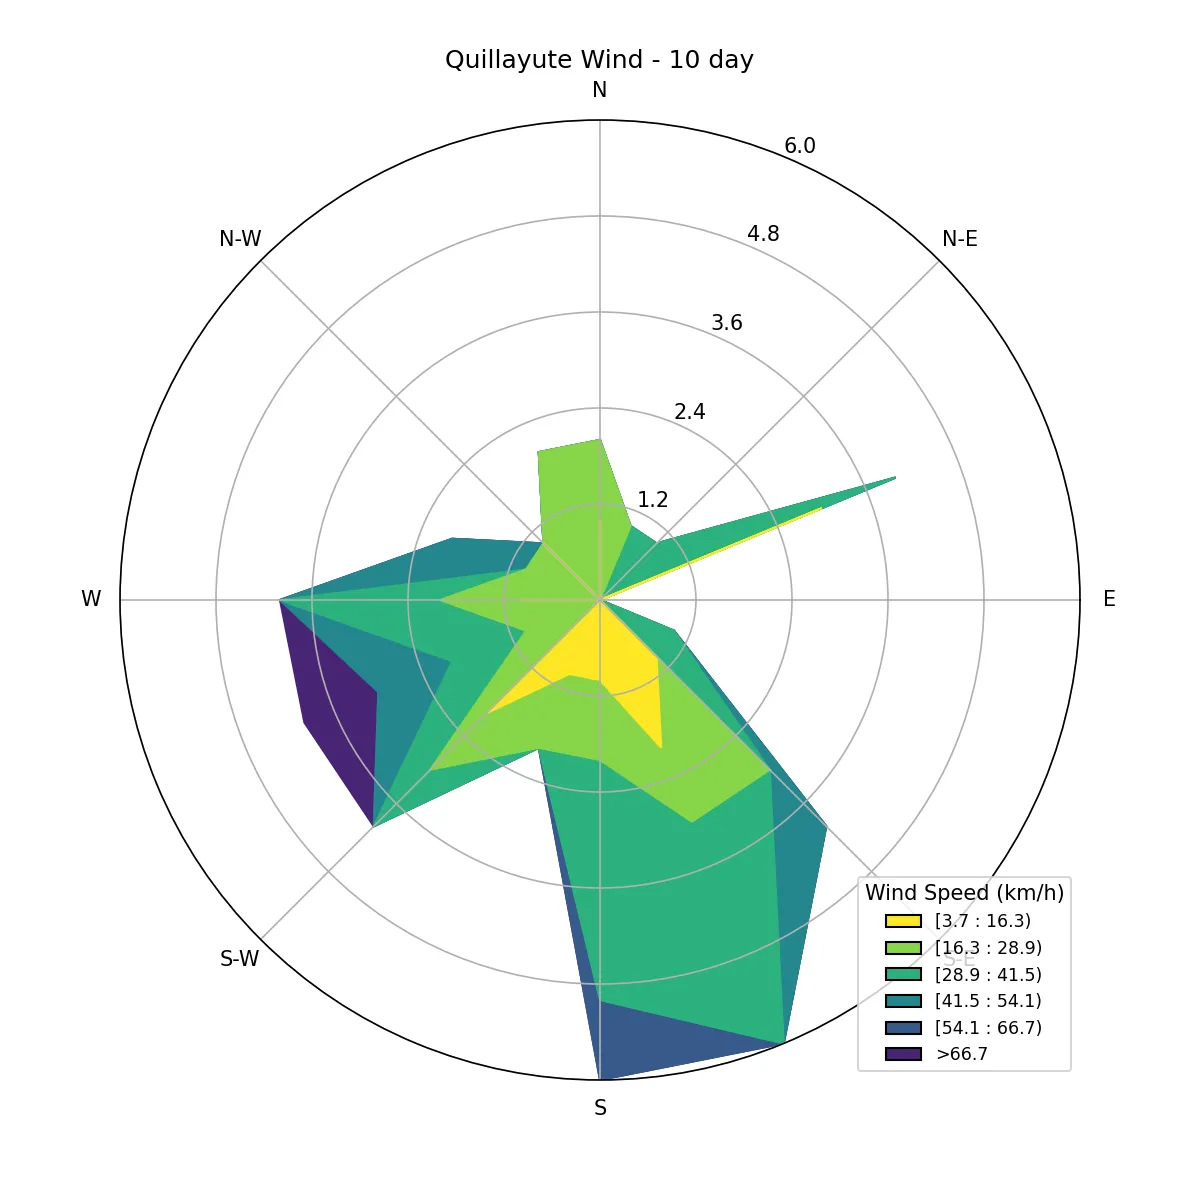 Quillayute Wind - 10 day
N
6.0
N-W
4.8
N-E
3.6
2.4
1.2
W
E
S-W
S-E
S
Wind Speed (km/h)
[3.7 : 16.3)
[16.3 : 28.9)
[28.9 : 41.5)
[41.5 : 54.1)
[54.1 : 66.7)
>66.7